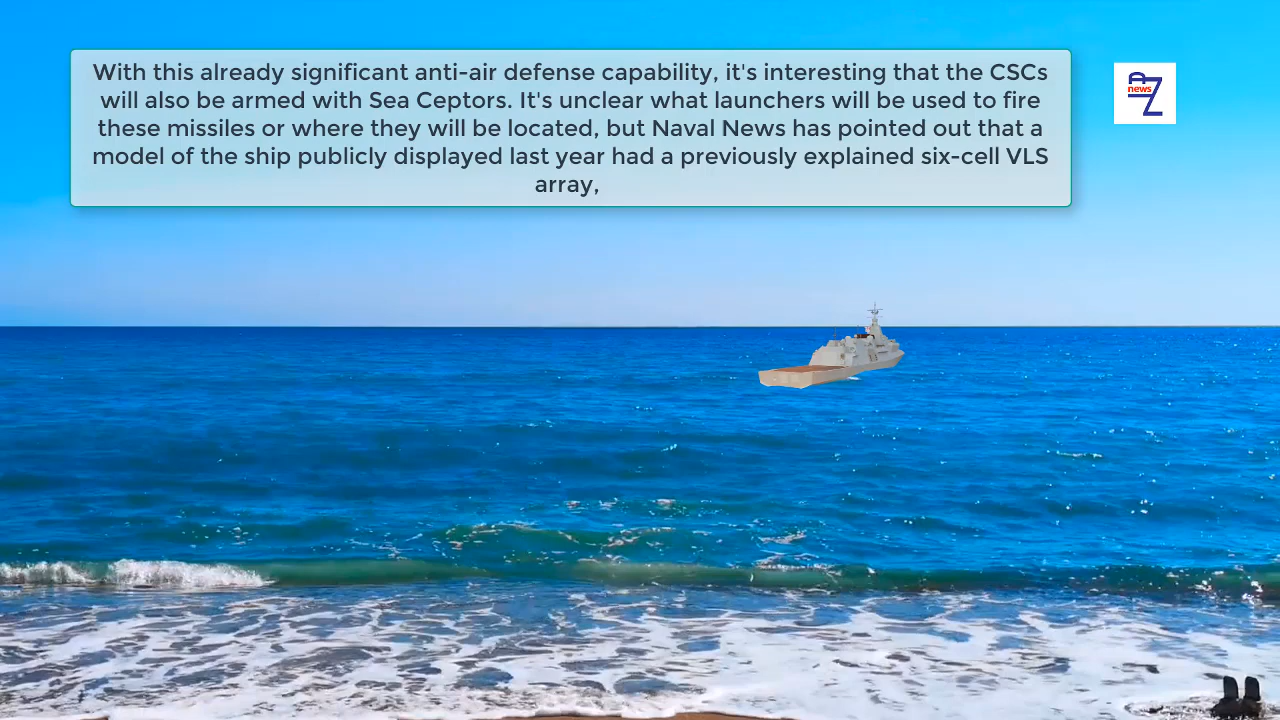 With this already significant anti-air defense capability, it's interesting that the CSCs
will also be armed with Sea Ceptors. It's unclear what launchers will be used to fire
these missiles or where they will be located, but Naval News has pointed out that a
model of the ship publicly displayed last year had a previously explained six-cell VLS
array,
news